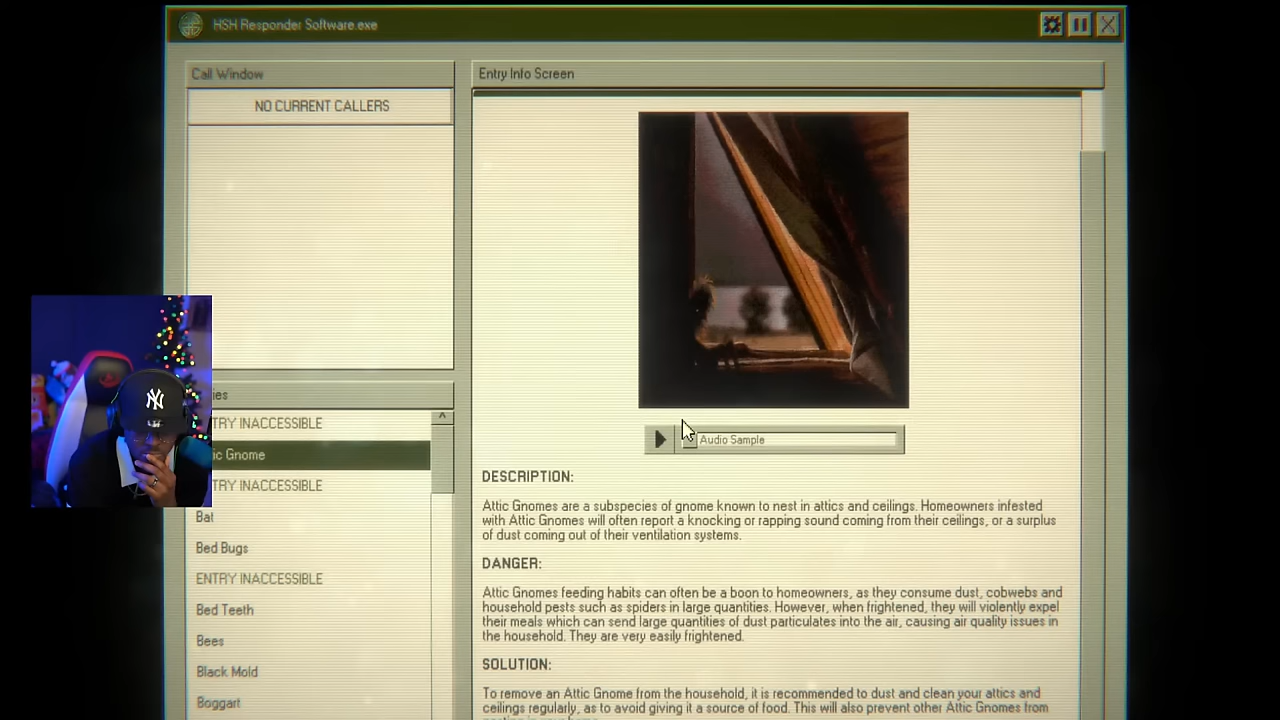 HSH Responder Software.exe
Call Window
NO CURRENT CALLERS
Entry Info Screen
Audio Sample
DESCRIPTION:
Attic Gnomes are a subspecies of gnome known to nest in attics and ceilings. Homeowners infested
with Attic Gnomes will often report a knocking or rapping sound coming from their ceilings, or a surplus
of dust coming out of their ventilation systems.
DANGER:
Attic Gnomes feeding habits can often be a boon to homeowners, as they consume dust, cobwebs and
household pests such as spiders in large quantities. However, when frightened, they will violently expel
their meals which can send large quantities of dust particulates into the air, causing air quality issues in
the household. They are very easily frightened.
SOLUTION:
To remove an Attic Gnome from the household, it is recommended to dust and clean your attics and
ceilings regularly, as to avoid giving it a source of food. This will also prevent other Attic Gnomes from
ies
TRY INACCESSIBLE
ic Gnome
TRY INACCESSIBLE
Bat
Bed Bugs
ENTRY INACCESSIBLE
Bed Teeth
Bees
Black Mold
Boggart
NY